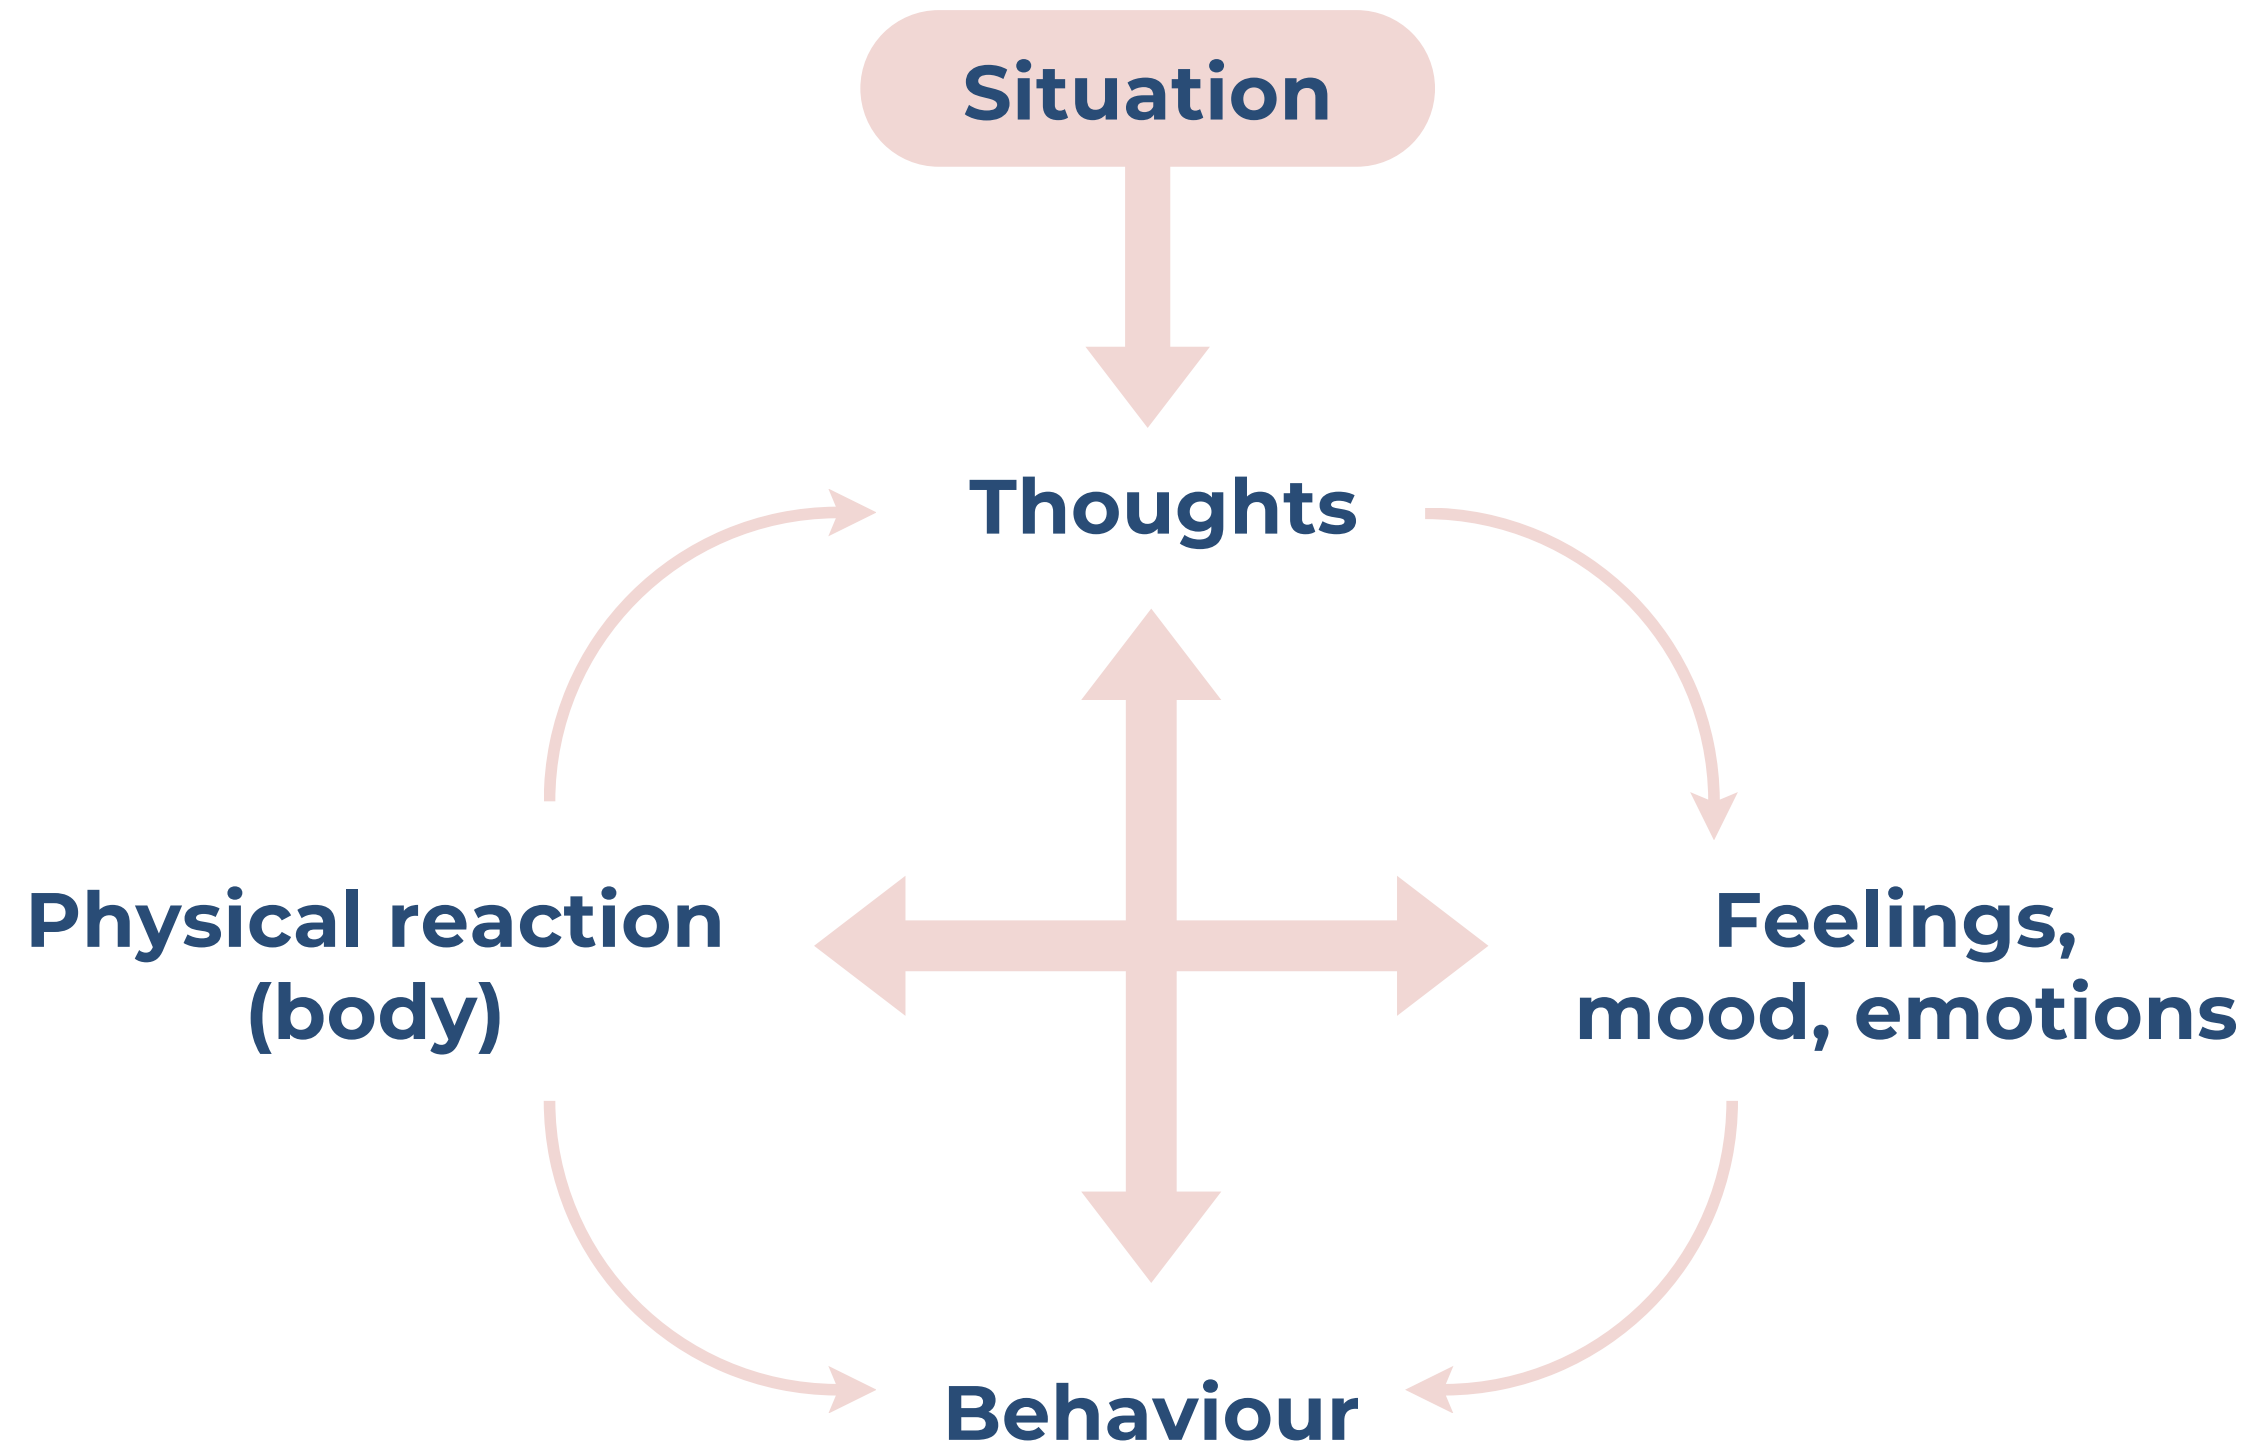 Situation
Thoughts
Physical reaction
(body)
Feelings,
mood, emotions
Behaviour